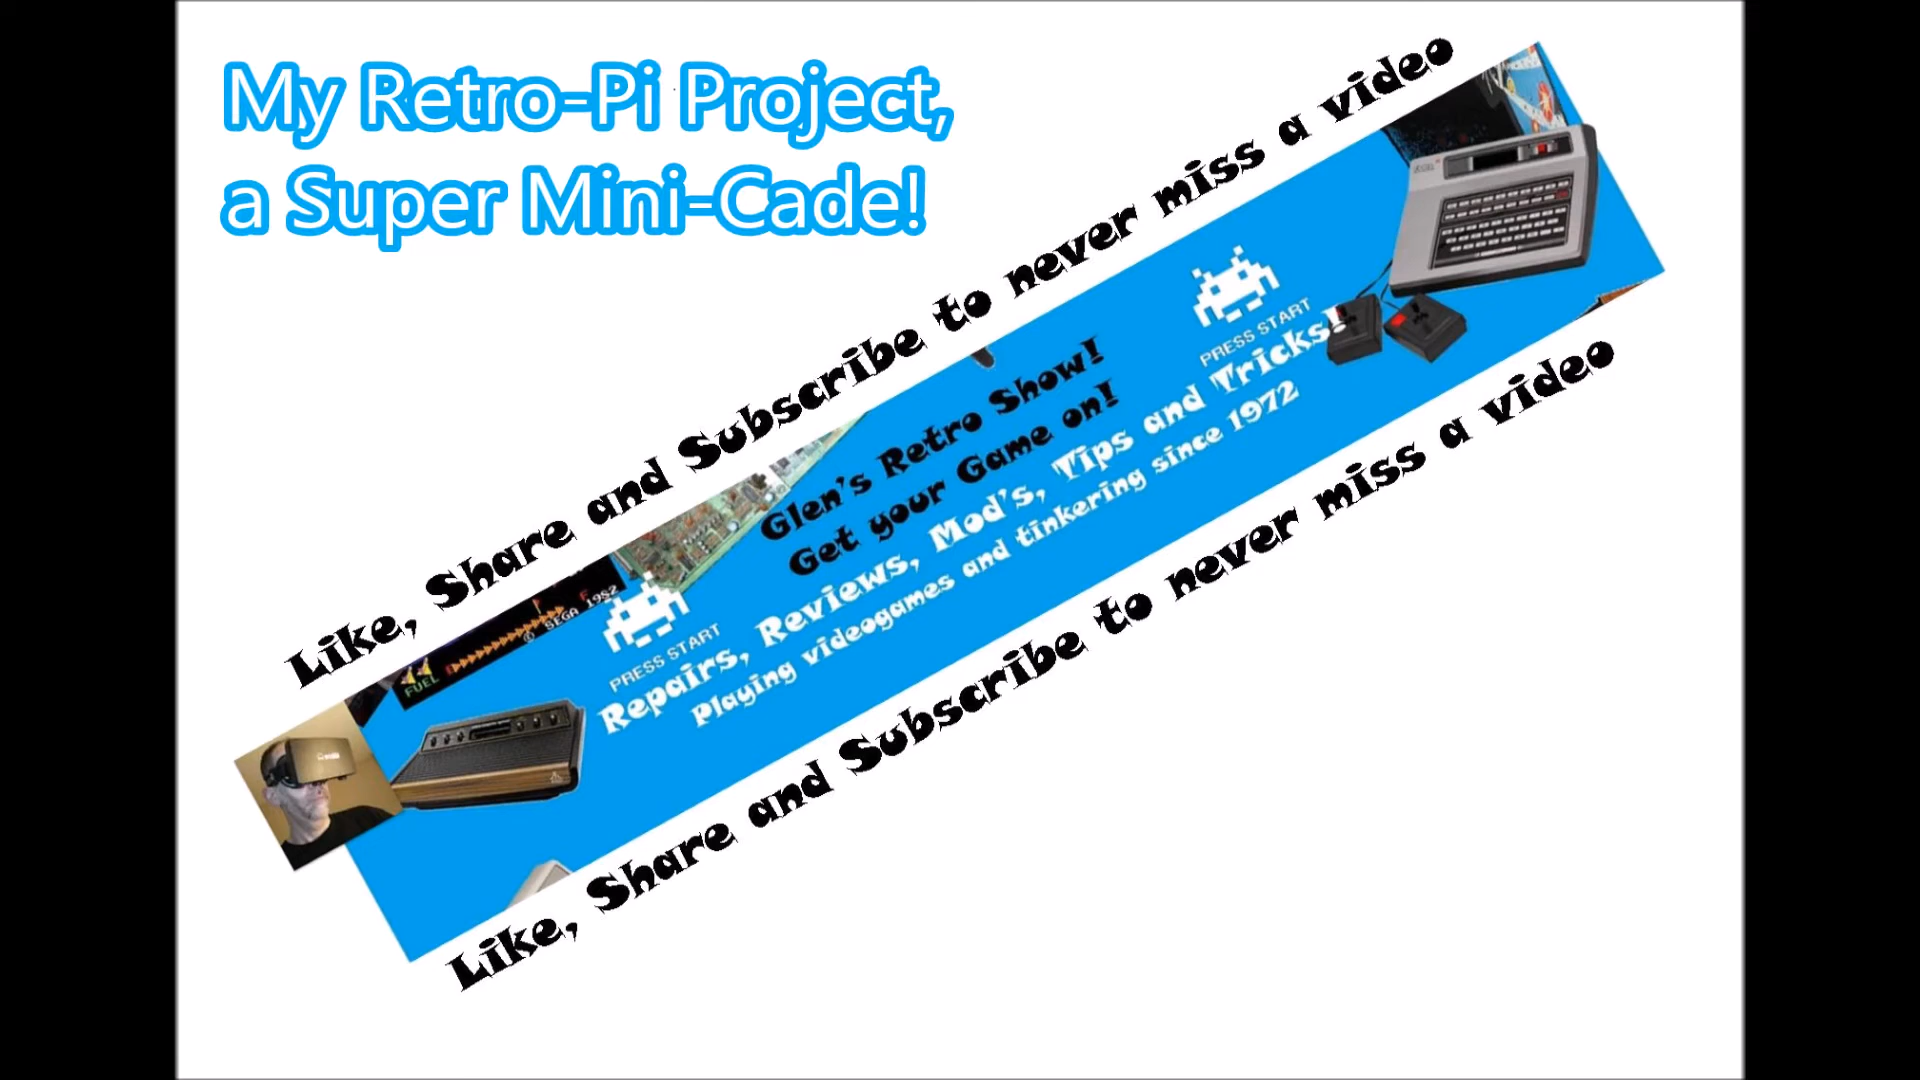 My Retro-Pi Project,
a Super Mini-Cade!
Like, Share and Subscribe to never miss a video
Glen's Retro Show!
Get your Game on!
PRESS START
Repairs, Reviews, Mod's, Tips and Tricks!
Playing videogames and tinkering since 1972
PRESS START
FUEL
© SEGA 1982
Like, Share and Subscribe to never miss a video